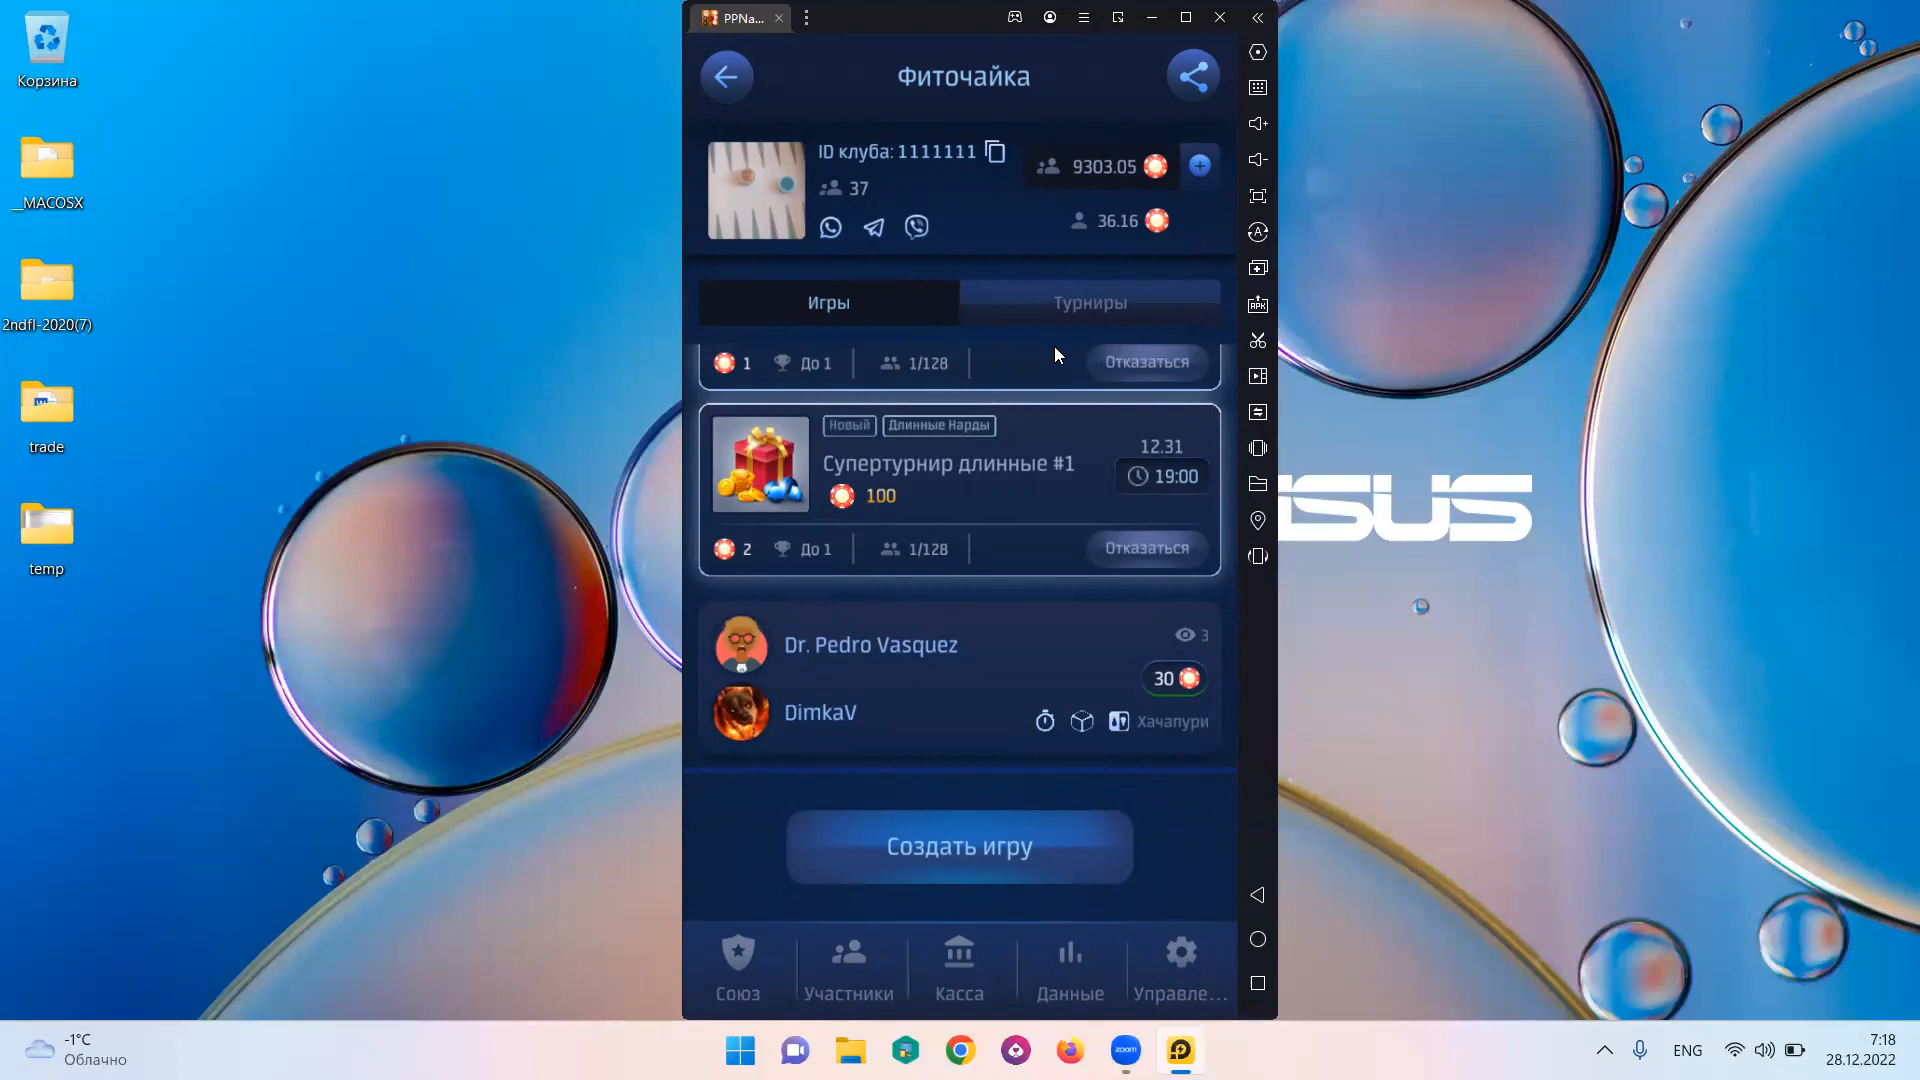 Корзина
__MACOSX
2ndfl-2020(7)
trade
temp
PPNa...
Фиточайка
ID клуба: 1111111
37
9303.05
36.16
Игры
Турниры
1 До 1 1/128 Отказаться
Новый Длинные Нарды
Супертурнир длинные #1
100
12.31
19:00
2 До 1 1/128 Отказаться
Dr. Pedro Vasquez
3
30
DimkaV
Хачапури
Создать игру
Союз
Участники
Касса
Данные
Управле...
APK
-1°C
Облачно
zoom
ENG
7:18
28.12.2022